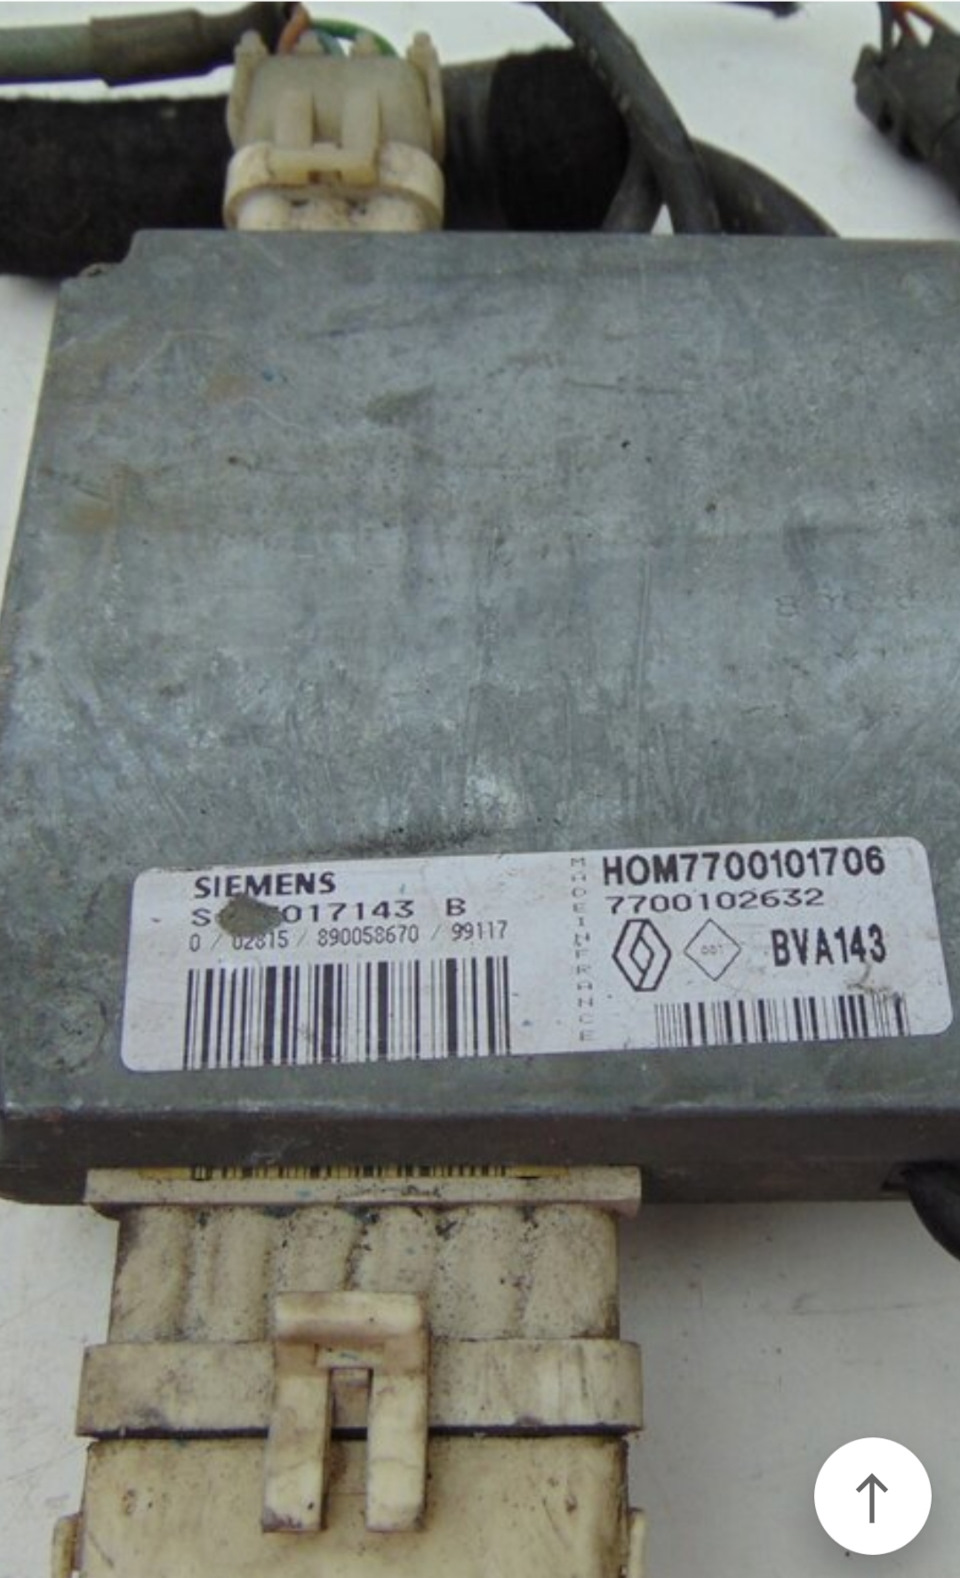 SIEMENS
017143 B
0 / 02815 / 890058670 / 99117
MADE IN FRANCE
HOM7700101706
7700102632
BVA143